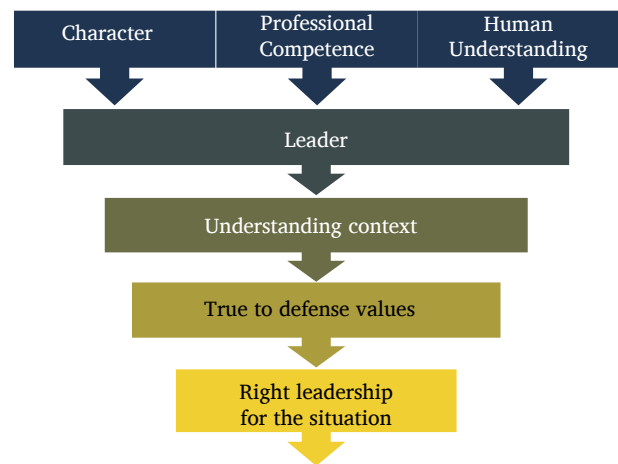 Character
Professional
Competence
Human
Understanding
Leader
Understanding context
True to defense values
Right leadership
for the situation